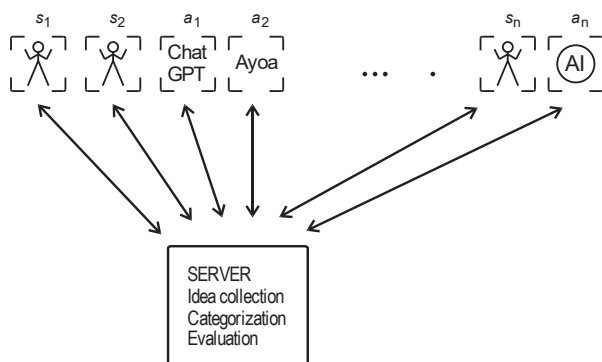 s1 s2 a1 a2 sn an
Chat
GPT
Ayoa
... .
AI
SERVER
Idea collection
Categorization
Evaluation